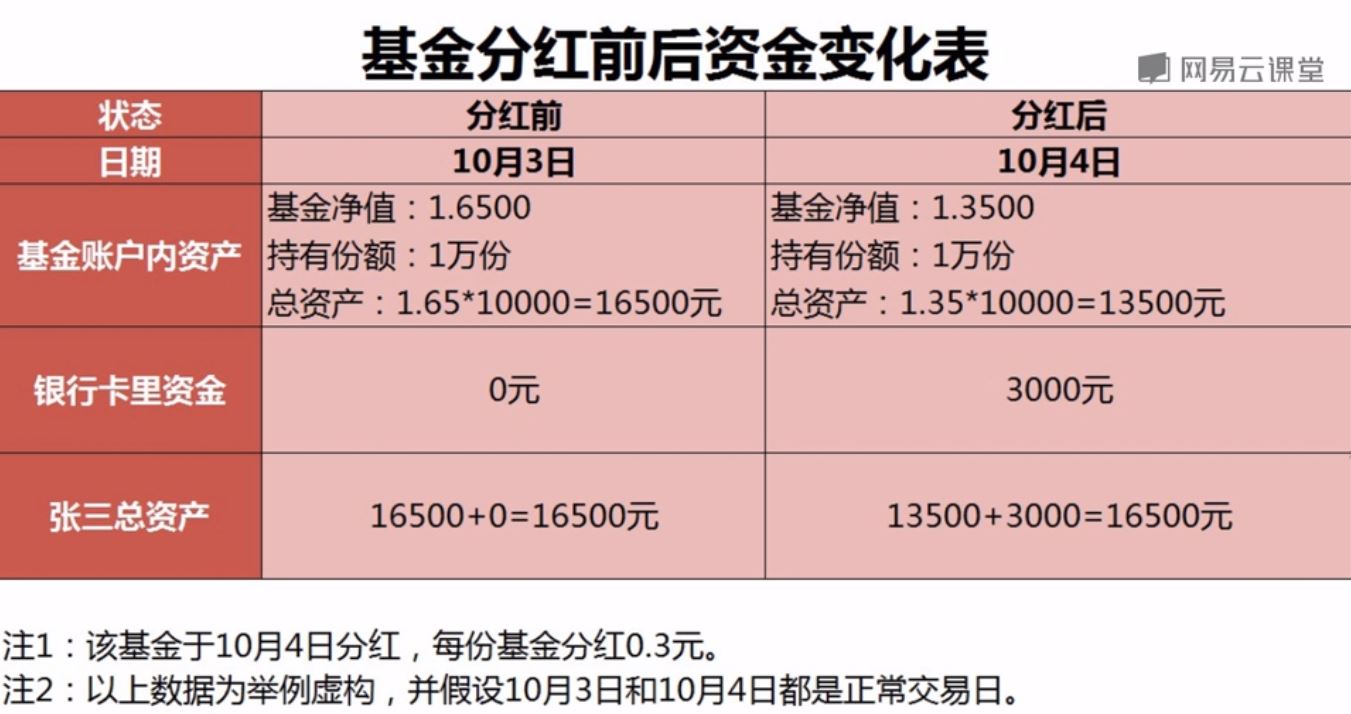 基金分红前后资金变化表
网易云课堂
状态 分红前 分红后
日期 10月3日 10月4日
基金账户内资产
基金净值：1.6500
持有份额：1万份
总资产：1.65*10000=16500元
基金净值：1.3500
持有份额：1万份
总资产：1.35*10000=13500元
银行卡里资金 0元 3000元
张三总资产 16500+0=16500元 13500+3000=16500元
注1：该基金于10月4日分红，每份基金分红0.3元。
注2：以上数据为举例虚构，并假设10月3日和10月4日都是正常交易日。